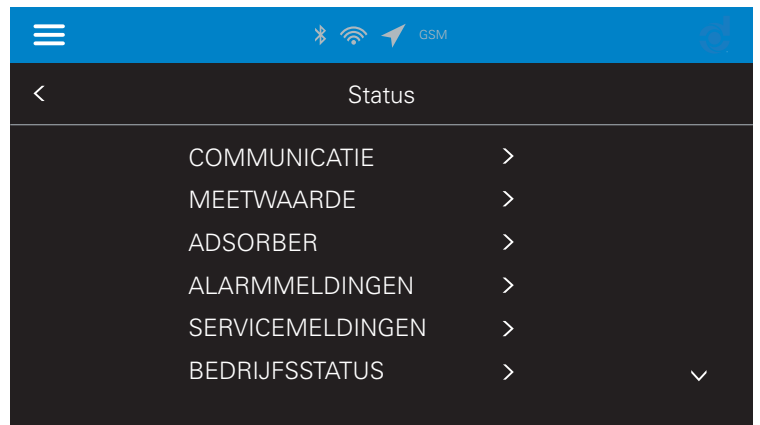 GSM
Status
COMMUNICATIE
MEETWAARDE
ADSORBER
ALARMMELDINGEN
SERVICEMELDINGEN
BEDRIJFSSTATUS